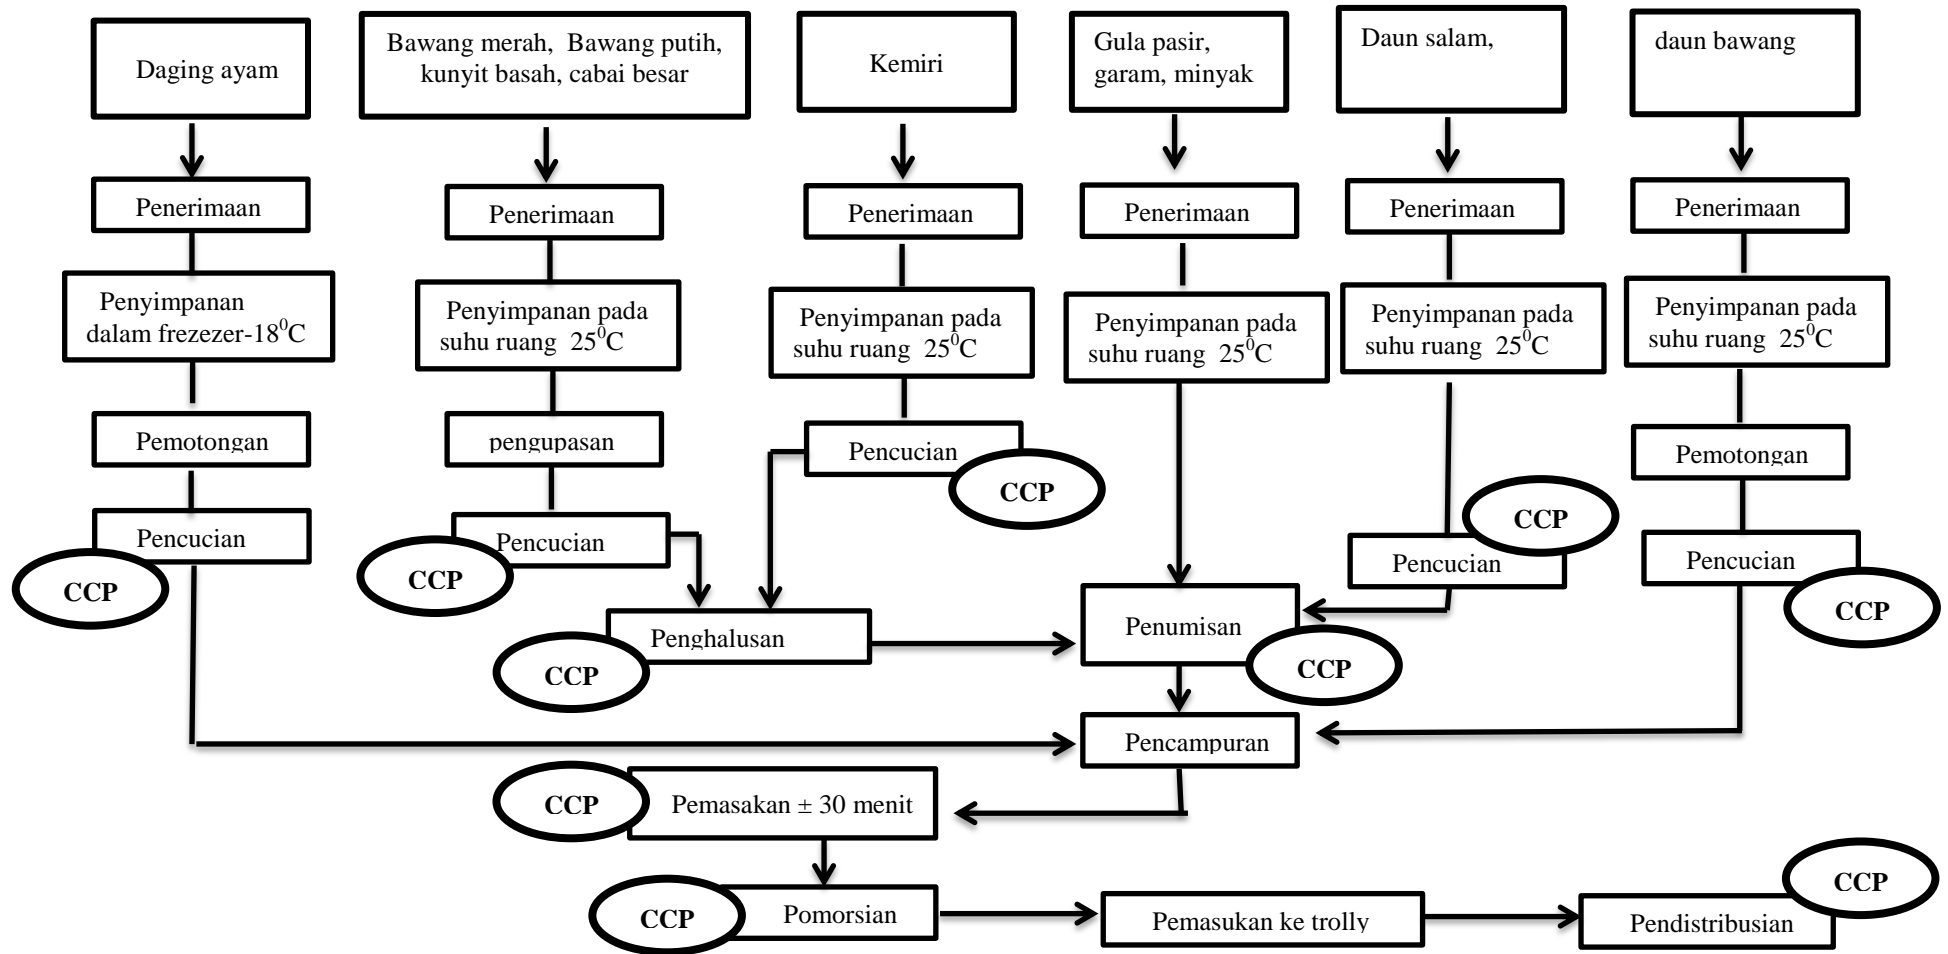 Daging ayam
Bawang merah, Bawang putih,
kunyit basah, cabai besar
Kemiri
Gula pasir,
garam, minyak
Daun salam,
daun bawang
Penerimaan
Penerimaan
Penerimaan
Penerimaan
Penerimaan
Penerimaan
Penyimpanan
dalam frezezer-18⁰C
Penyimpanan pada
suhu ruang 25⁰C
Penyimpanan pada
suhu ruang 25⁰C
Penyimpanan pada
suhu ruang 25⁰C
Penyimpanan pada
suhu ruang 25⁰C
Penyimpanan pada
suhu ruang 25⁰C
Pemotongan
pengupasan
Pencucian
CCP
Pemotongan
Pencucian
CCP
Pencucian
CCP
CCP
Pencucian
Pencucian
CCP
Penghalusan
CCP
Penumisan
CCP
Pencampuran
CCP
Pemasakan ± 30 menit
CCP
Pomorsian
Pemasukan ke trolly
Pendistribusian
CCP